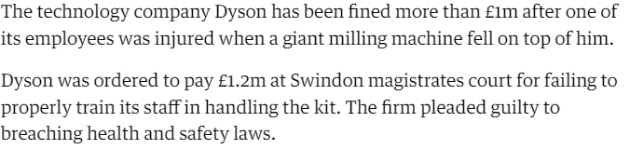 The technology company Dyson has been fined more than £1m after one of
its employees was injured when a giant milling machine fell on top of him.
Dyson was ordered to pay £1.2m at Swindon magistrates court for failing to
properly train its staff in handling the kit. The firm pleaded guilty to
breaching health and safety laws.